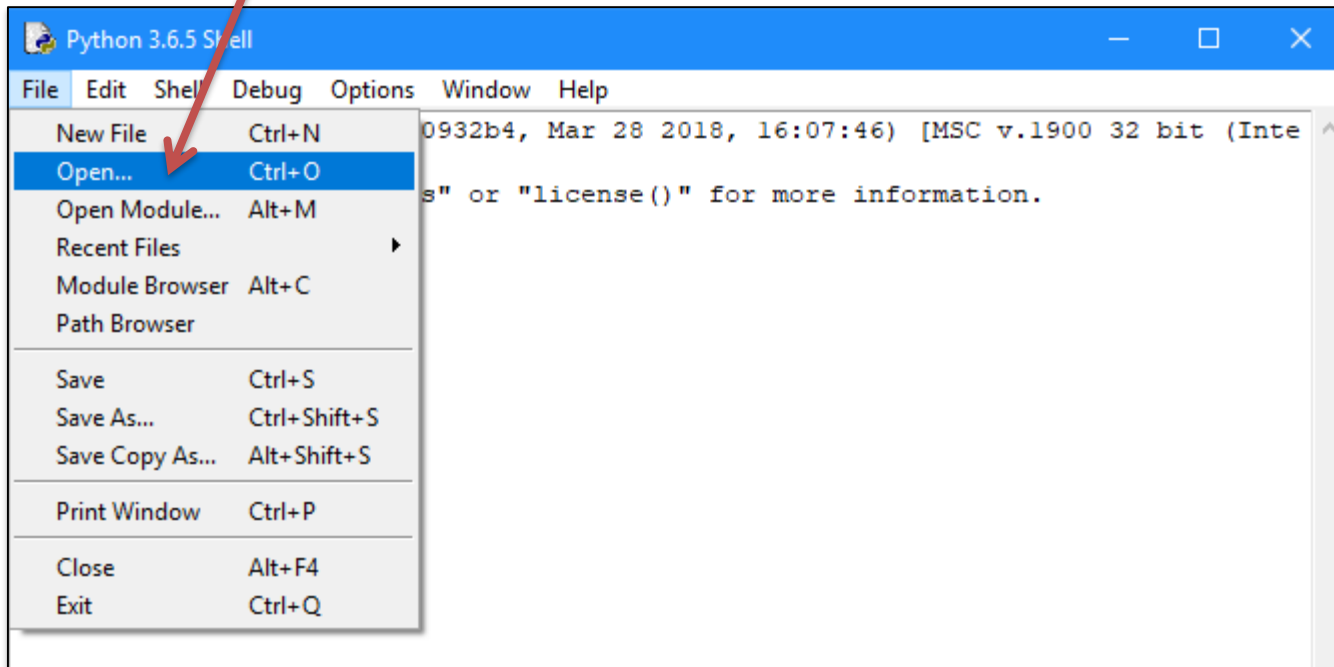 Python 3.6.5 Shell
File Edit Shell Debug Options Window Help
0932b4, Mar 28 2018, 16:07:46) [MSC v.1900 32 bit (Inte
s" or "license()" for more information.
New File Ctrl+N
Open... Ctrl+O
Open Module... Alt+M
Recent Files
Module Browser Alt+C
Path Browser
Save Ctrl+S
Save As... Ctrl+Shift+S
Save Copy As... Alt+Shift+S
Print Window Ctrl+P
Close Alt+F4
Exit Ctrl+Q